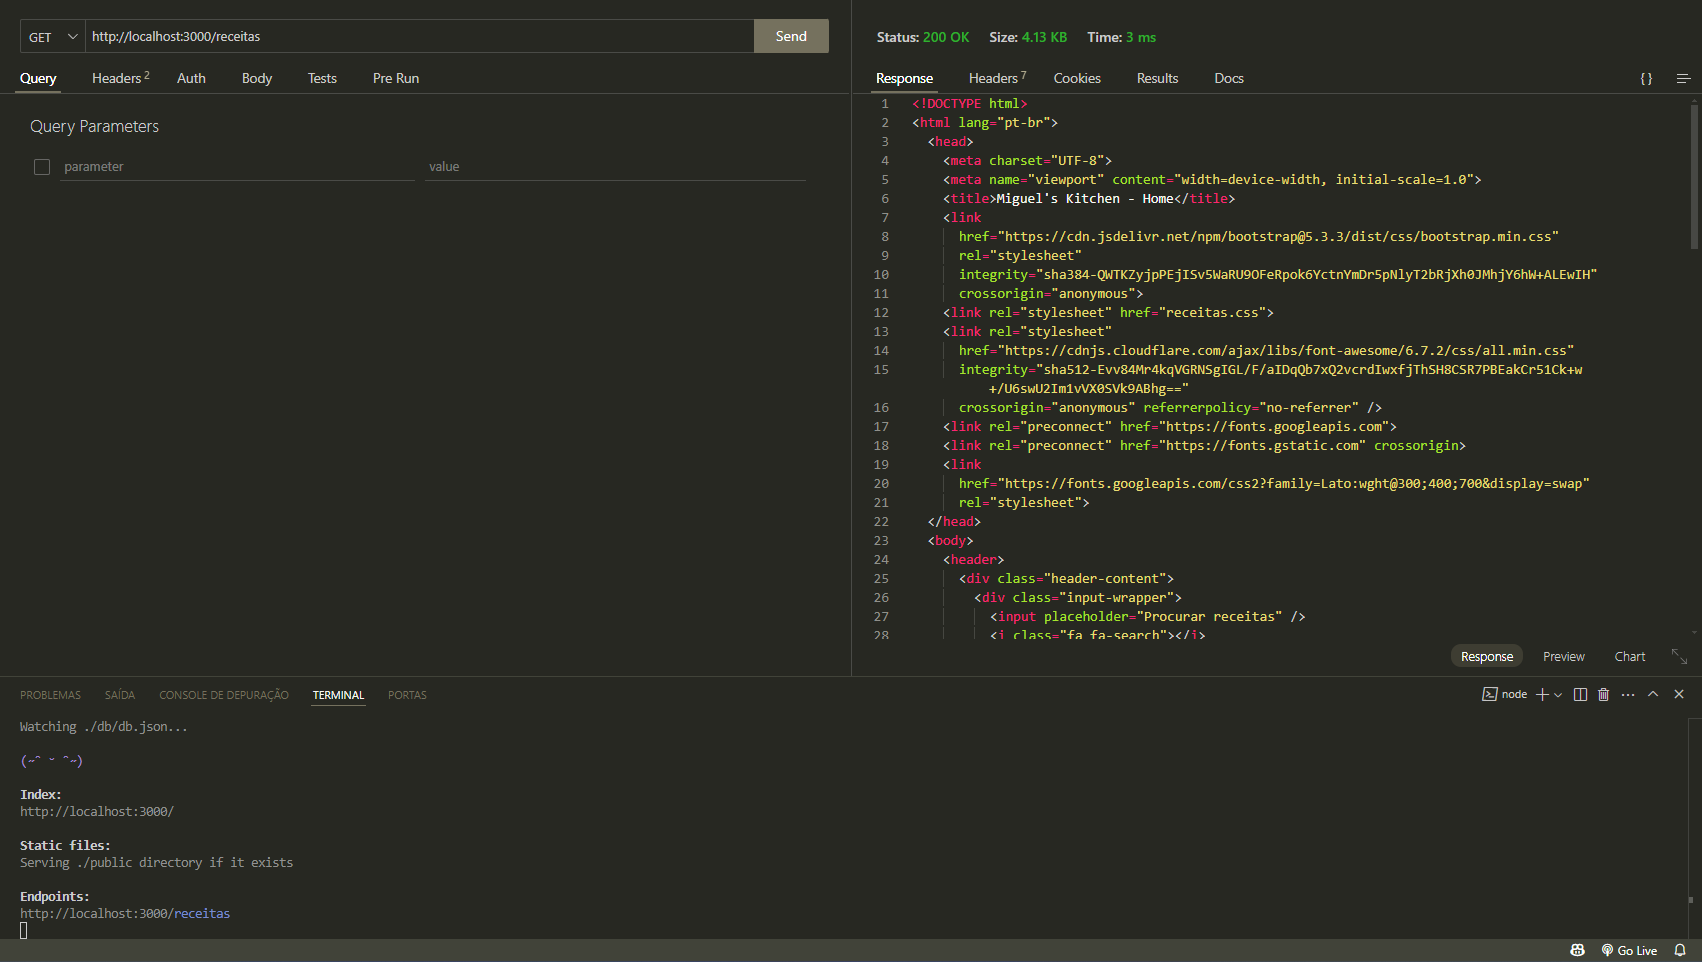 GET http://localhost:3000/receitas Send
Query Headers 2 Auth Body Tests Pre Run
Query Parameters
parameter value
Status: 200 OK Size: 4.13 KB Time: 3 ms
Response Headers 7 Cookies Results Docs {}
1 <!DOCTYPE html>
2 <html lang="pt-br">
3 <head>
4 <meta charset="UTF-8">
5 <meta name="viewport" content="width=device-width, initial-scale=1.0">
6 <title>Miguel's Kitchen - Home</title>
7 <link
8 href="https://cdn.jsdelivr.net/npm/bootstrap@5.3.3/dist/css/bootstrap.min.css"
9 rel="stylesheet"
10 integrity="sha384-QWTKZyjpPEjISv5WaRU9OFeRpok6YctnYmDr5pNlyT2bRjXh0JMhjY6hW+ALEwIH"
11 crossorigin="anonymous">
12 <link rel="stylesheet" href="receitas.css">
13 <link rel="stylesheet"
14 href="https://cdnjs.cloudflare.com/ajax/libs/font-awesome/6.7.2/css/all.min.css"
15 integrity="sha512-Evv84Mr4kqVGRNSgIGL/F/aIDqQb7xQ2vcrdIwxfjThSH8CSR7PBEakCr51Ck+w
+/U6swU2Im1vVX0SVk9ABhg=="
16 crossorigin="anonymous" referrerpolicy="no-referrer" />
17 <link rel="preconnect" href="https://fonts.googleapis.com">
18 <link rel="preconnect" href="https://fonts.gstatic.com" crossorigin>
19 <link
20 href="https://fonts.googleapis.com/css2?family=Lato:wght@300;400;700&display=swap"
21 rel="stylesheet">
22 </head>
23 <body>
24 <header>
25 <div class="header-content">
26 <div class="input-wrapper">
27 <input placeholder="Procurar receitas" />
28 <i class="fa fa-search"></i>
Response Preview Chart
PROBLEMAS SAÍDA CONSOLE DE DEPURAÇÃO TERMINAL PORTAS
node
Watching ./db/db.json...
(˶ᵔ ᵕ ᵔ˶)
Index:
http://localhost:3000/
Static files:
Serving ./public directory if it exists
Endpoints:
http://localhost:3000/receitas
Go Live